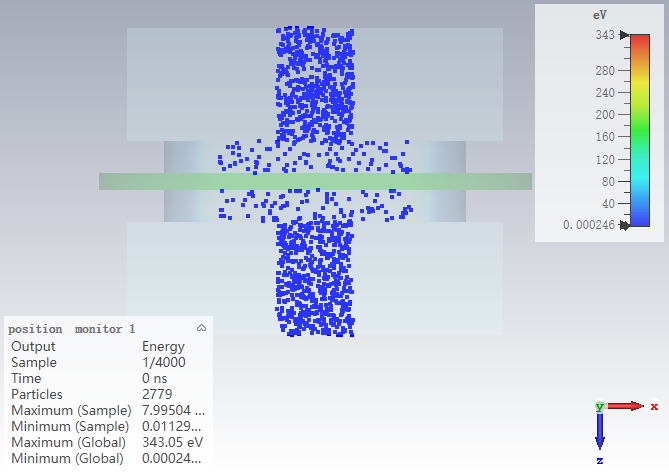 eV
343
280
240
200
160
120
80
40
0.000246
position monitor 1
Output Energy
Sample 1/4000
Time 0 ns
Particles 2779
Maximum (Sample) 7.99504 ...
Minimum (Sample) 0.01129...
Maximum (Global) 343.05 eV
Minimum (Global) 0.00024...
y
x
z